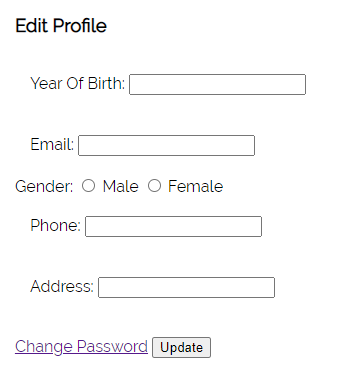 Edit Profile
Year Of Birth:
Email:
Gender: Male Female
Phone:
Address:
Change Password Update